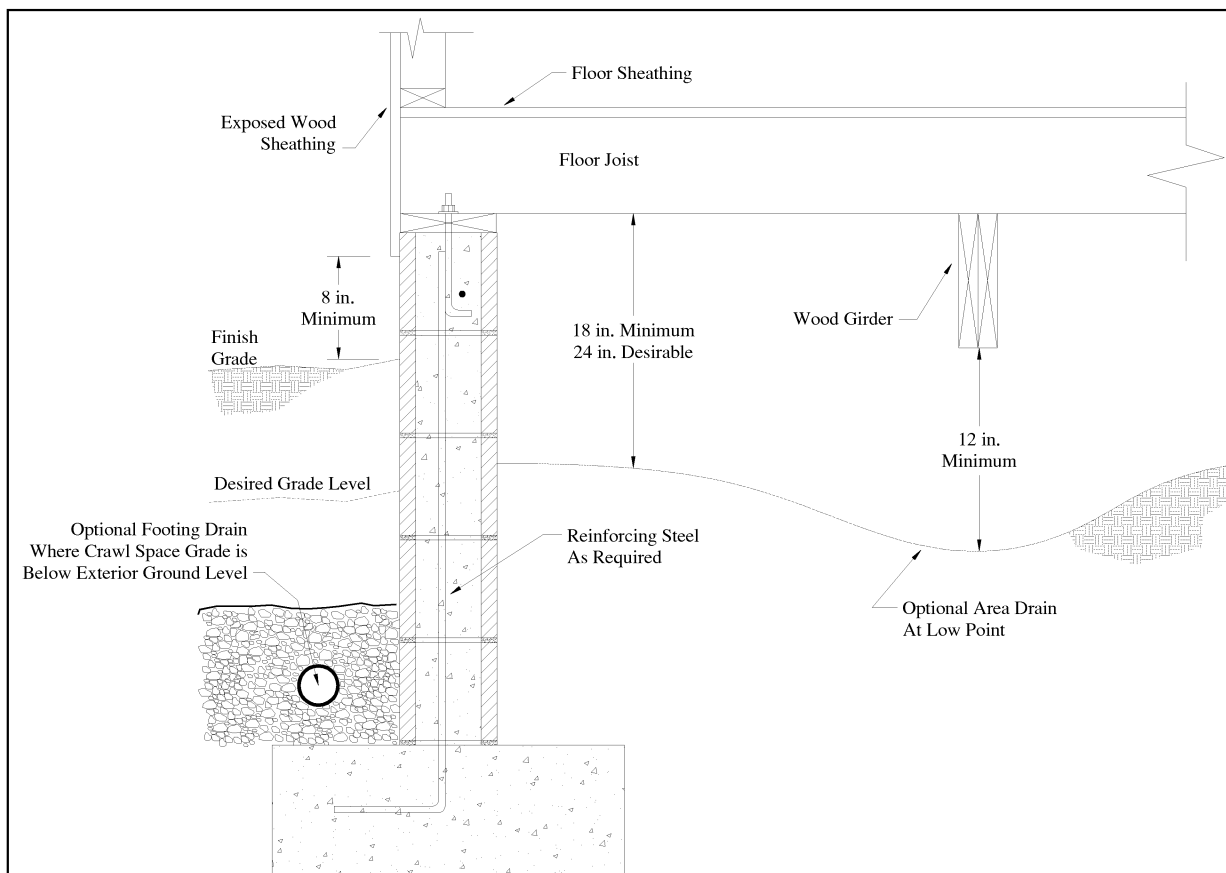 Floor Sheathing
Exposed Wood
Sheathing
Floor Joist
8 in.
Minimum
18 in. Minimum
24 in. Desirable
Wood Girder
Finish
Grade
12 in.
Minimum
Desired Grade Level
Optional Footing Drain
Where Crawl Space Grade is
Below Exterior Ground Level
Reinforcing Steel
As Required
Optional Area Drain
At Low Point